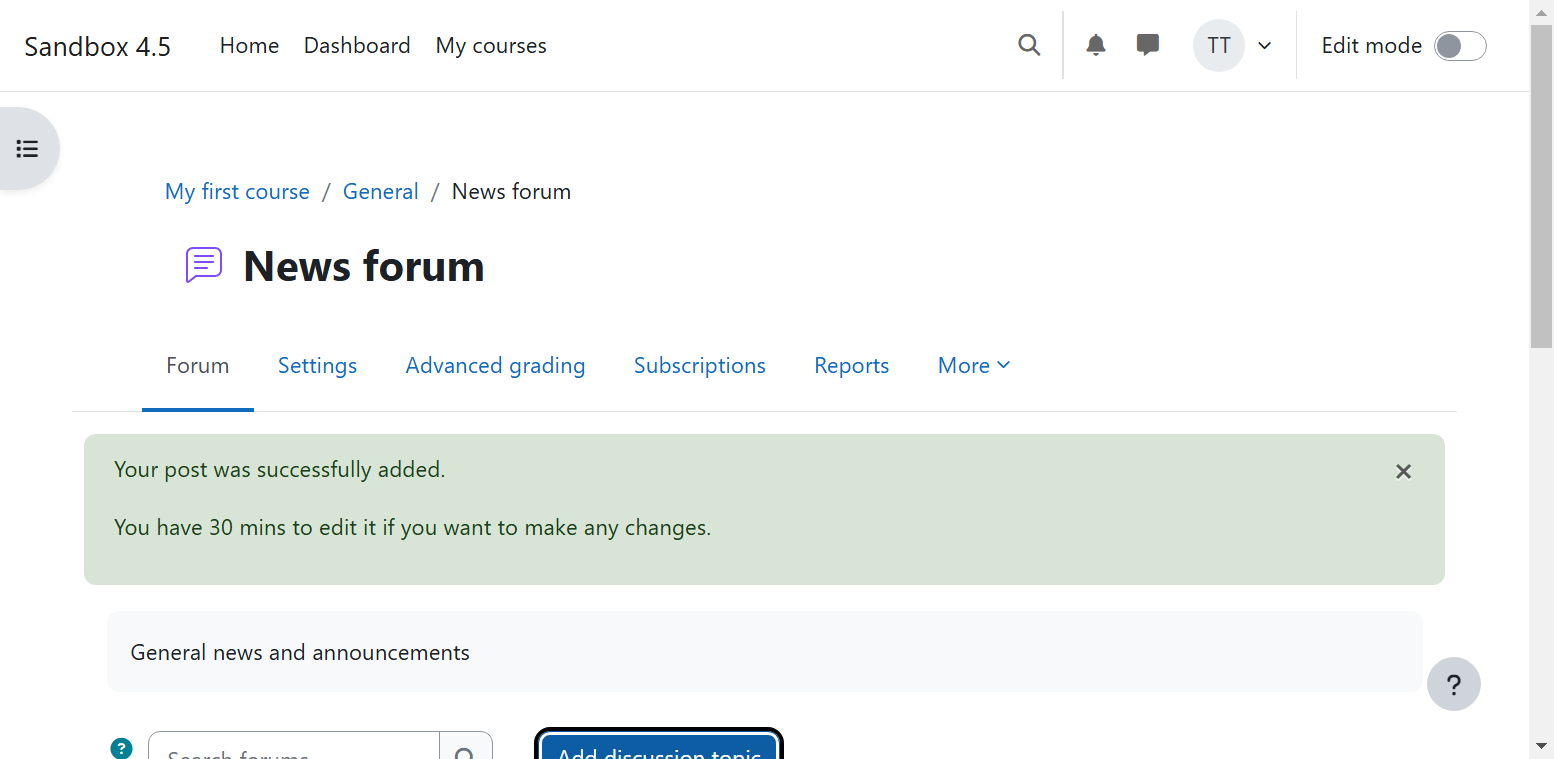 Sandbox 4.5 Home Dashboard My courses TT Edit mode
My first course / General / News forum
News forum
Forum Settings Advanced grading Subscriptions Reports More
Your post was successfully added.
You have 30 mins to edit it if you want to make any changes.
General news and announcements
?
? Search forums Add discussion topic